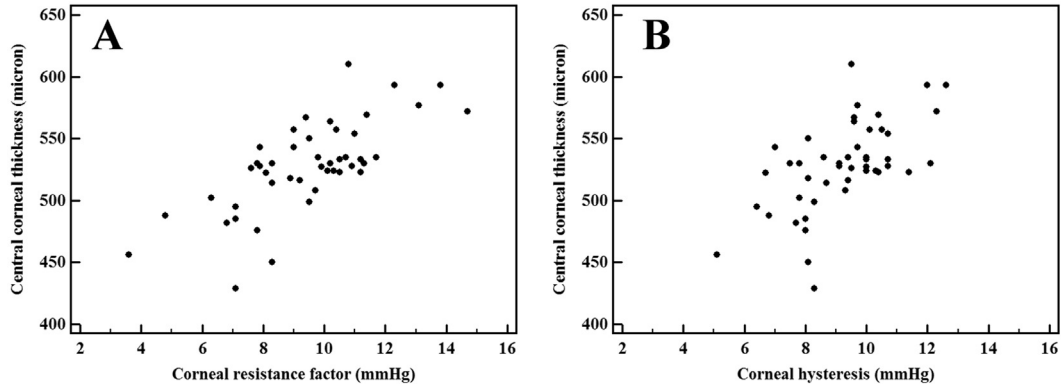 A
650
600
550
500
450
400
Central corneal thickness (micron)
2 4 6 8 10 12 14 16
Corneal resistance factor (mmHg)
B
650
600
550
500
450
400
Central corneal thickness (micron)
2 4 6 8 10 12 14 16
Corneal hysteresis (mmHg)